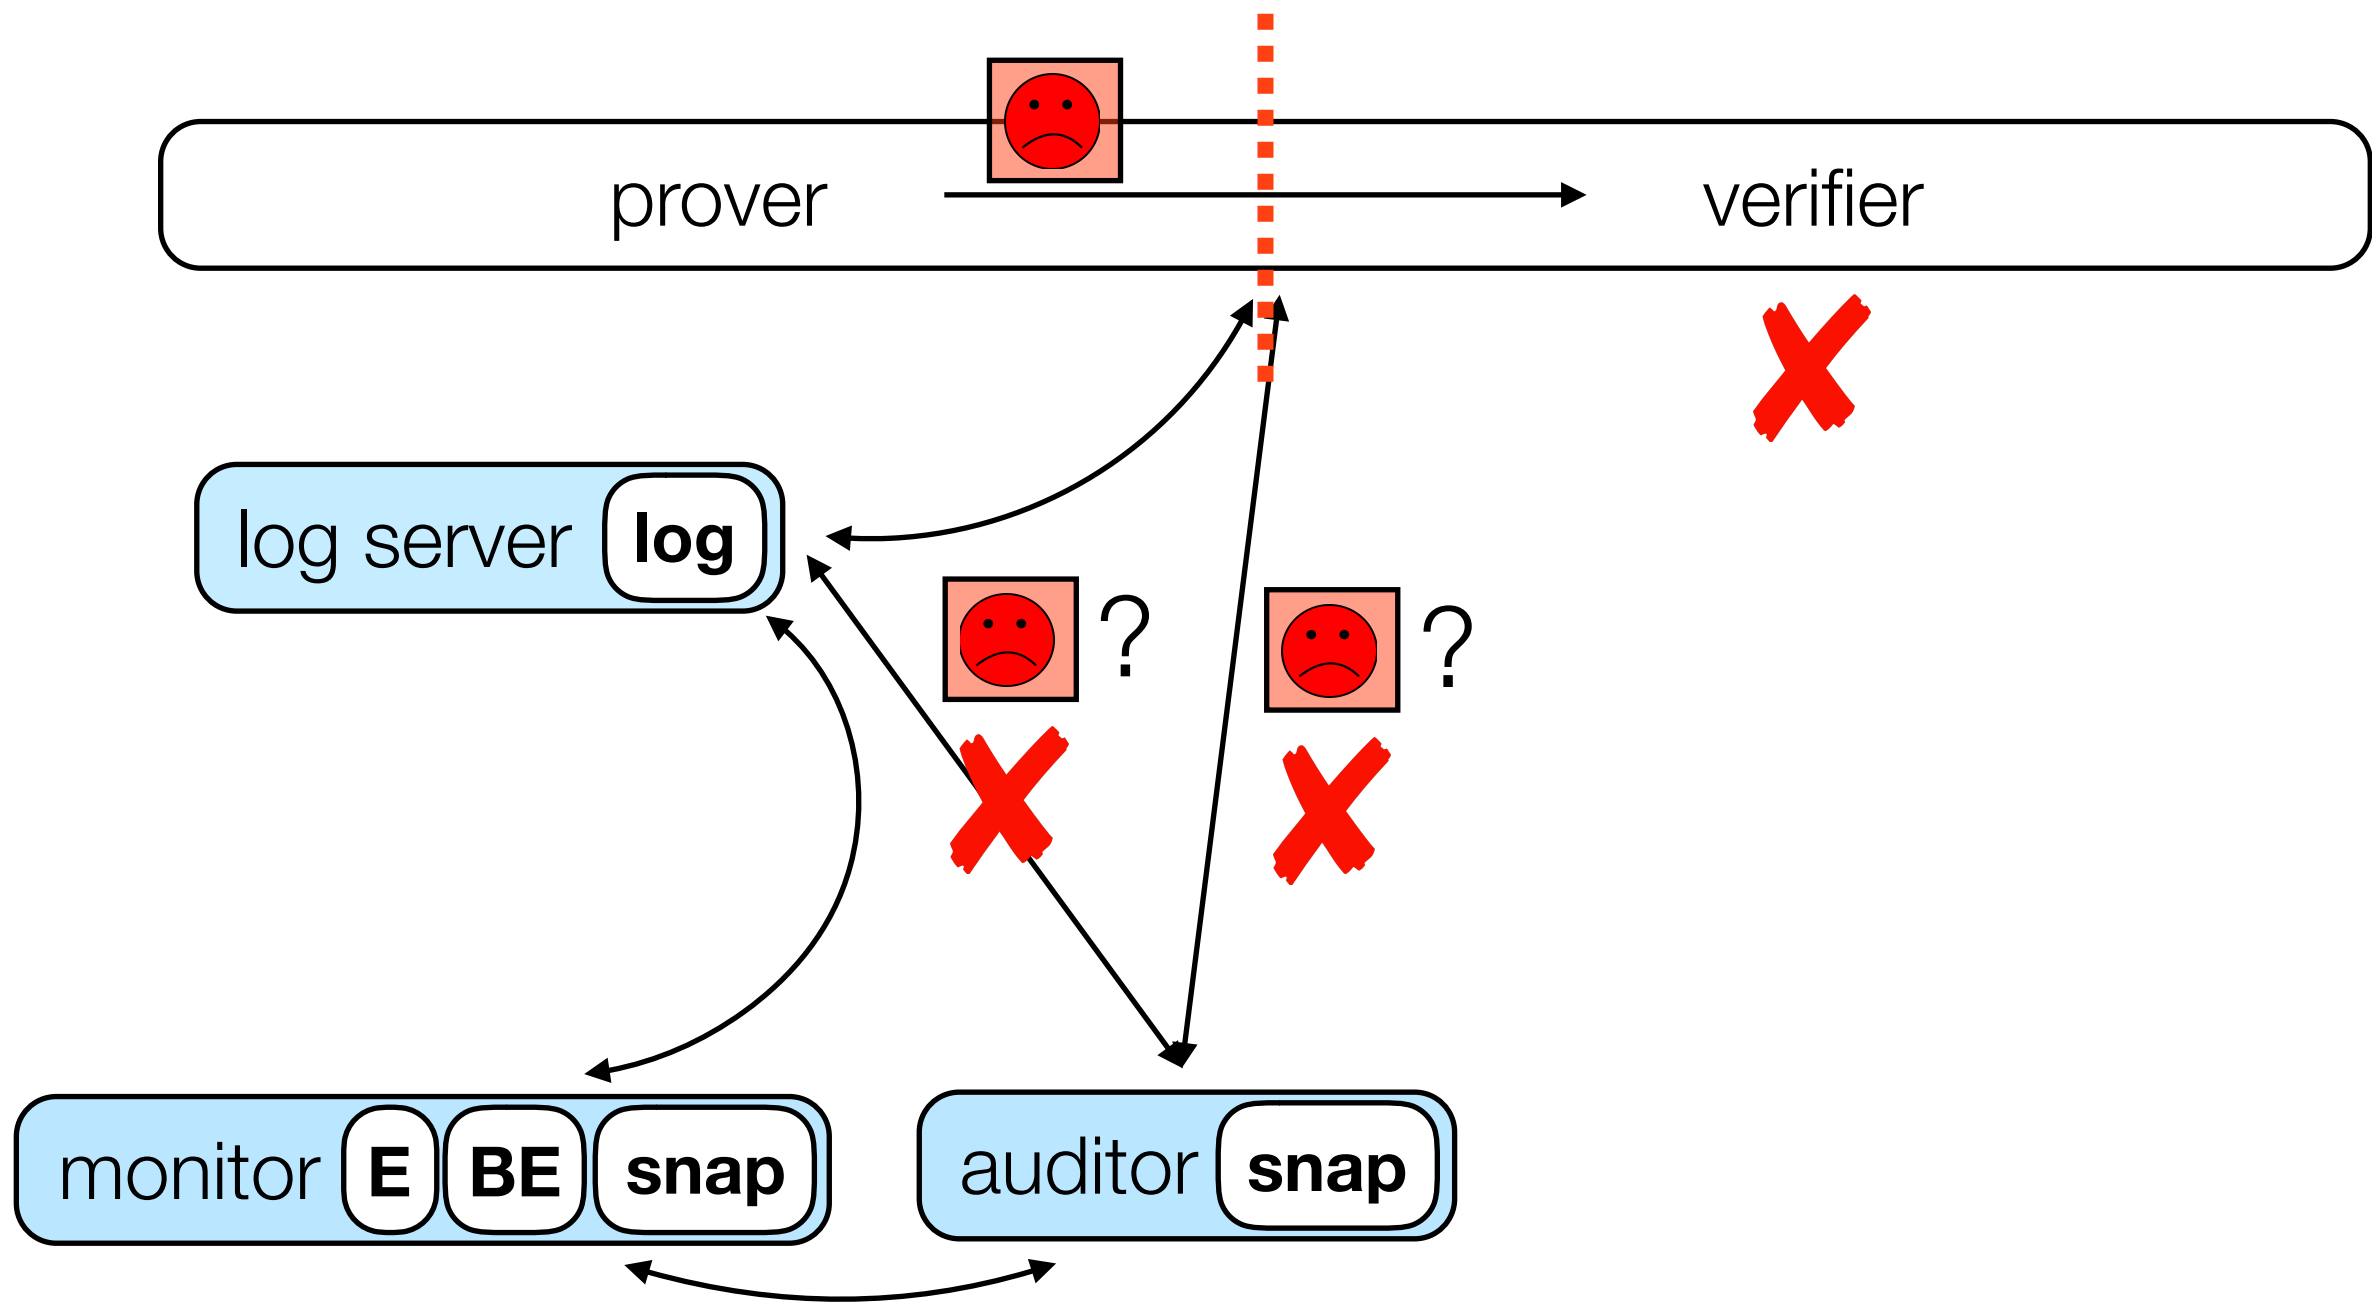 prover
verifier
log server log
?
?
monitor E BE snap
auditor snap